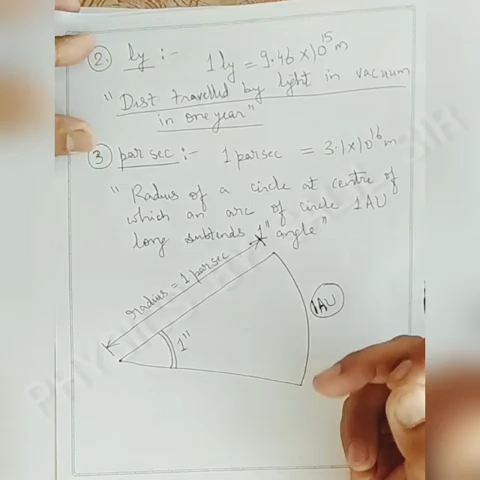 2. ly :- 1 ly = 9.46 × 10^15 m
" Dist travelled by light in vacuum
in one year "
3 parsec :- 1 parsec = 3.1 × 10^16 m
" Radius of a circle at centre of
which an arc of circle 1AU
long subtends 1" angle "
radius = 1 parsec
1"
1AU